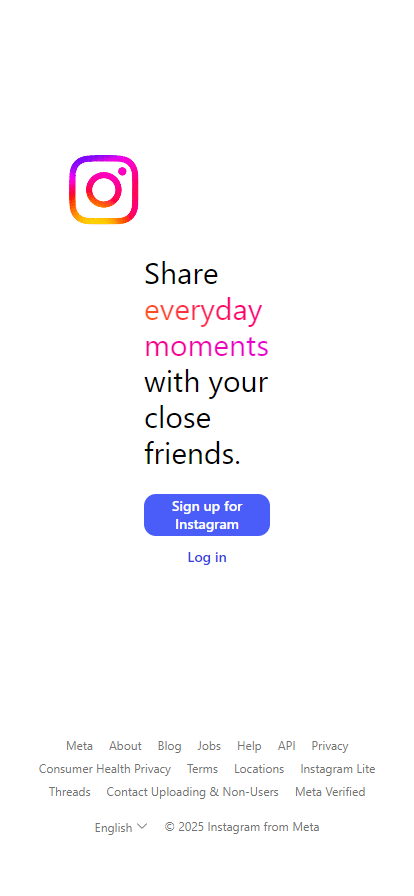 Share
everyday
moments
with your
close
friends.
Sign up for
Instagram
Log in
Meta About Blog Jobs Help API Privacy
Consumer Health Privacy Terms Locations Instagram Lite
Threads Contact Uploading & Non-Users Meta Verified
English © 2025 Instagram from Meta